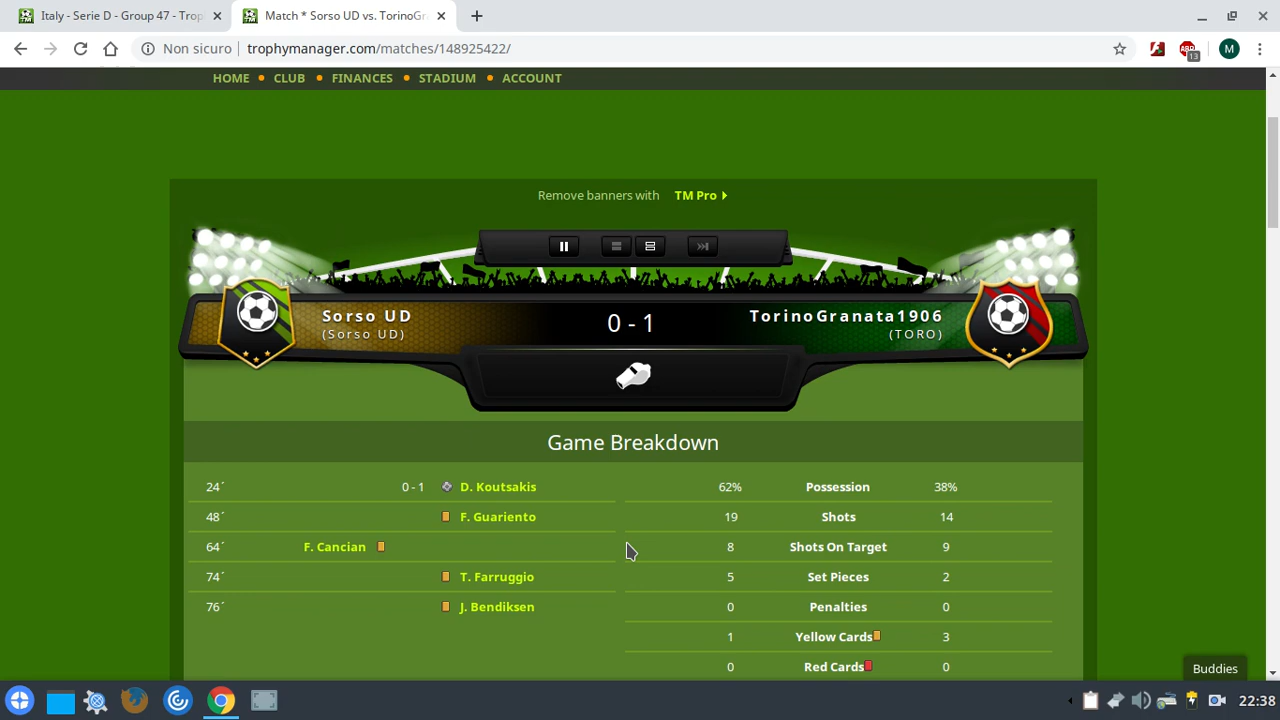 Italy - Serie D - Group 47 - Trop
Match * Sorso UD vs. TorinoGra
Non sicuro
trophymanager.com/matches/148925422/
13
M
HOME • CLUB • FINANCES • STADIUM • ACCOUNT
Remove banners with TM Pro
Sorso UD
(Sorso UD)
0 - 1
TorinoGranata1906
(TORO)
Game Breakdown
24´ 0 - 1 D. Koutsakis
48´ F. Guariento
64´ F. Cancian
74´ T. Farruggio
76´ J. Bendiksen
62% Possession 38%
19 Shots 14
8 Shots On Target 9
5 Set Pieces 2
0 Penalties 0
1 Yellow Cards 3
0 Red Cards 0
Buddies
22:38